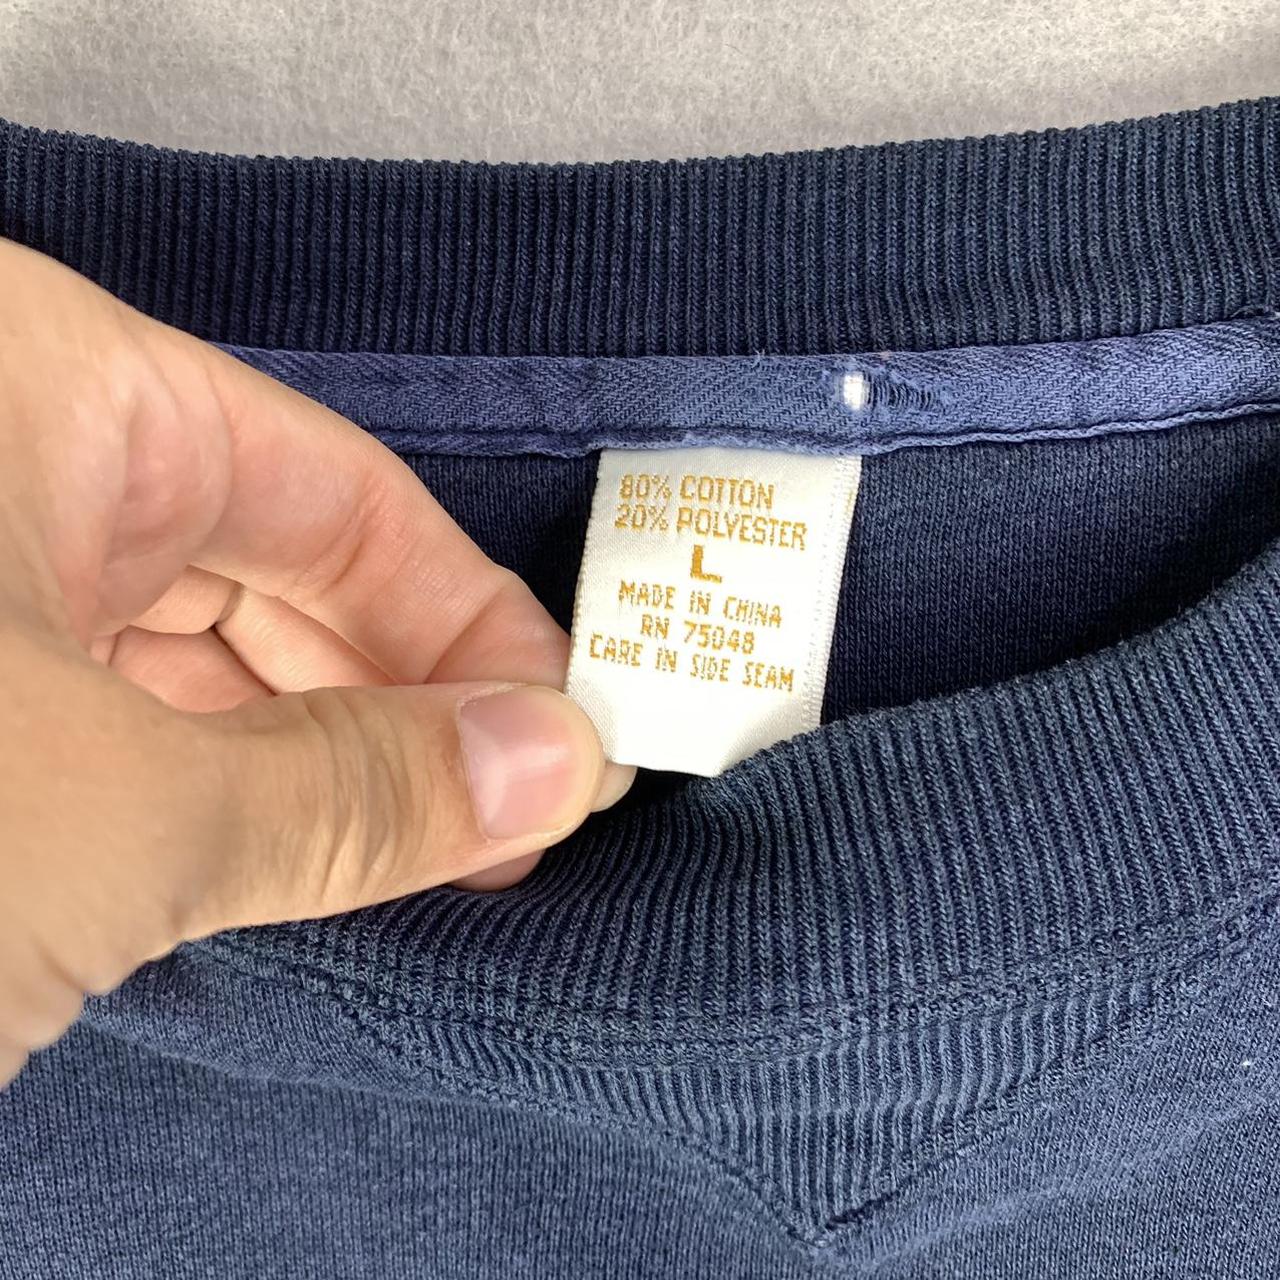 80% COTTON
20% POLYESTER
L
MADE IN CHINA
RN 75048
CARE IN SIDE SEAM